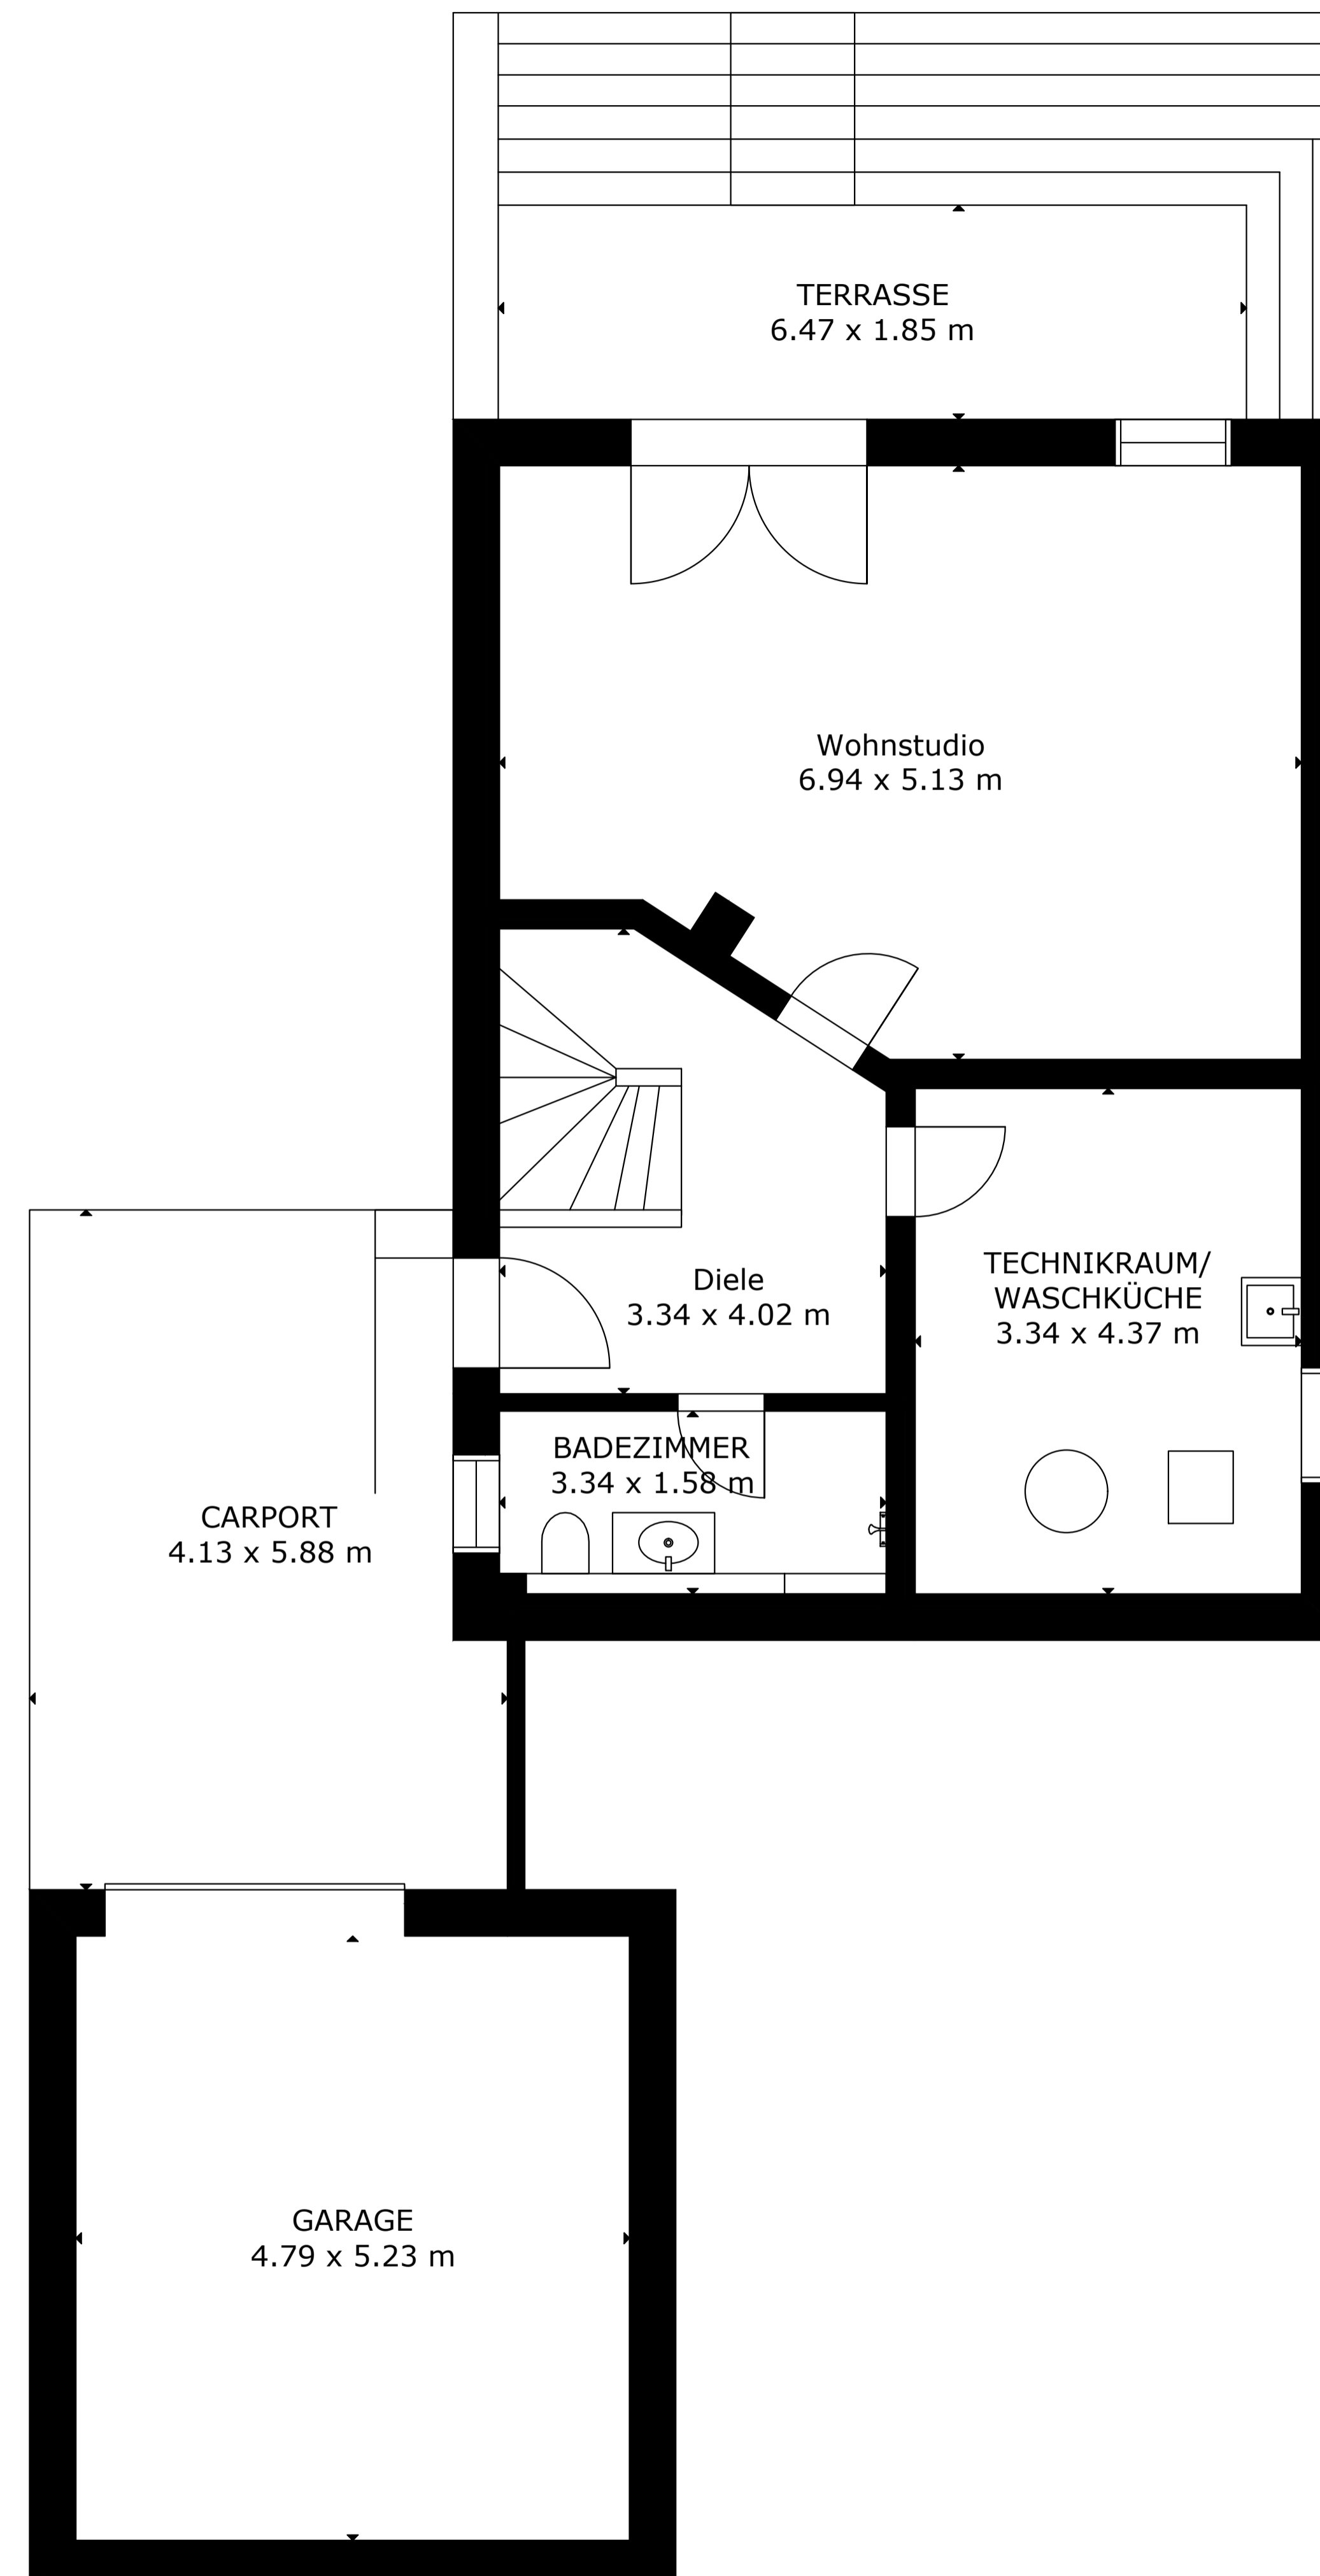 TERRASSE
6.47 x 1.85 m
Wohnstudio
6.94 x 5.13 m
Diele
3.34 x 4.02 m
TECHNIKRAUM/
WASCHKÜCHE
3.34 x 4.37 m
BADEZIMMER
3.34 x 1.58 m
CARPORT
4.13 x 5.88 m
GARAGE
4.79 x 5.23 m